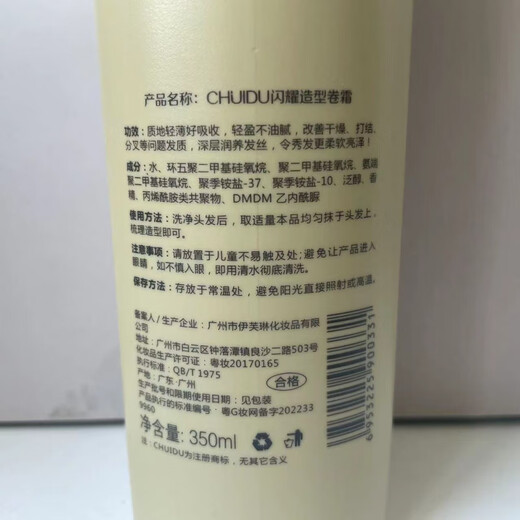 产品名称：CHUIDU闪耀造型卷霜
功效：质地轻薄好吸收，轻盈不油腻，改善干燥、打结、
分叉等问题发质，深层润养发丝，令秀发更柔软亮泽！
成分：水、环五聚二甲基硅氧烷、聚二甲基硅氧烷、氨端
聚二甲基硅氧烷、聚季铵盐-37、聚季铵盐-10、泛醇、香
精、丙烯酰胺类共聚物、DMDM 乙内酰脲
使用方法：洗净头发后，取适量本品均匀抹于头发上，
梳理造型即可。
注意事项：请放置于儿童不易触及处；避免让产品进入
眼睛，如不慎入眼，即用清水彻底清洗。
保存方法：存放于常温处，避免阳光直接照射或高温。
备案人/生产企业：广州市伊芙琳化妆品有限
公司
地址：广州市白云区钟落潭镇良沙二路503号
化妆品生产许可证：粤妆20170165
执行标准：QB/T 1975
产地：广东·广州
生产批号和限期使用日期：见包装
产品执行的标准编号：粤G妆网备字202233
9960
合格
净含量：350ml
注：CHUIDU为注册商标，无其它含义
6953225900331